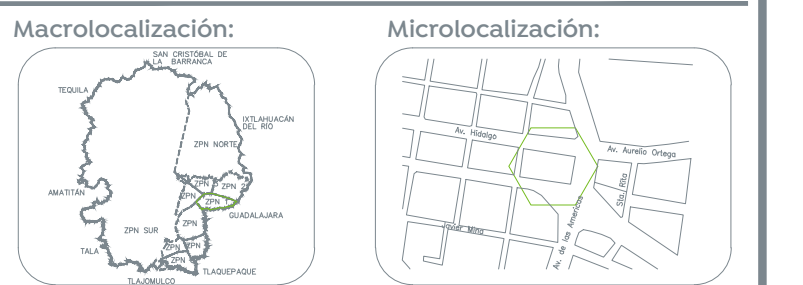 Macrolocalización:
SAN CRISTÓBAL DE
LA BARRANCA
TEQUILA
IXTLAHUACÁN
DEL RÍO
ZPN NORTE
ZPN
ZPN 2
AMATITÁN
ZPN
ZPN 1
GUADALAJARA
ZPN
ZPN SUR
ZPN
ZPN
TALA
ZPN
TLAQUEPAQUE
TLAJOMULCO
Microlocalización:
Av. Hidalgo
Av. Aurelio Ortega
Sta. Rita
Javier Mina
Av. de las Americas